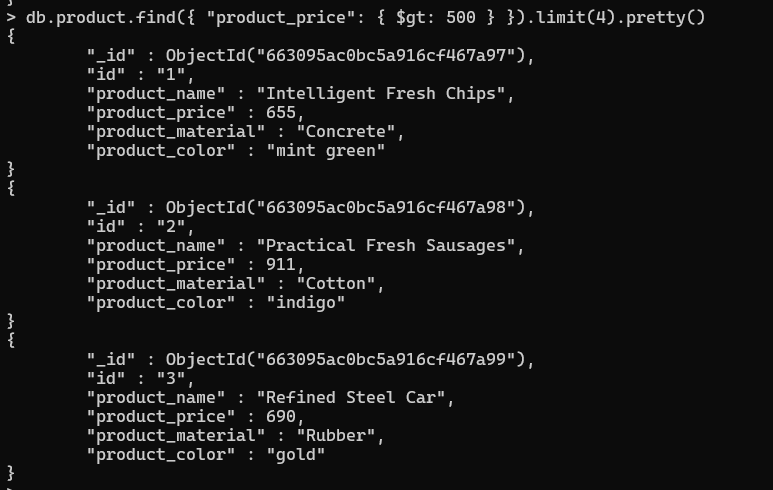 }
> db.product.find({ "product_price": { $gt: 500 } }).limit(4).pretty()
{
        "_id" : ObjectId("663095ac0bc5a916cf467a97"),
        "id" : "1",
        "product_name" : "Intelligent Fresh Chips",
        "product_price" : 655,
        "product_material" : "Concrete",
        "product_color" : "mint green"
}
{
        "_id" : ObjectId("663095ac0bc5a916cf467a98"),
        "id" : "2",
        "product_name" : "Practical Fresh Sausages",
        "product_price" : 911,
        "product_material" : "Cotton",
        "product_color" : "indigo"
}
{
        "_id" : ObjectId("663095ac0bc5a916cf467a99"),
        "id" : "3",
        "product_name" : "Refined Steel Car",
        "product_price" : 690,
        "product_material" : "Rubber",
        "product_color" : "gold"
}
>